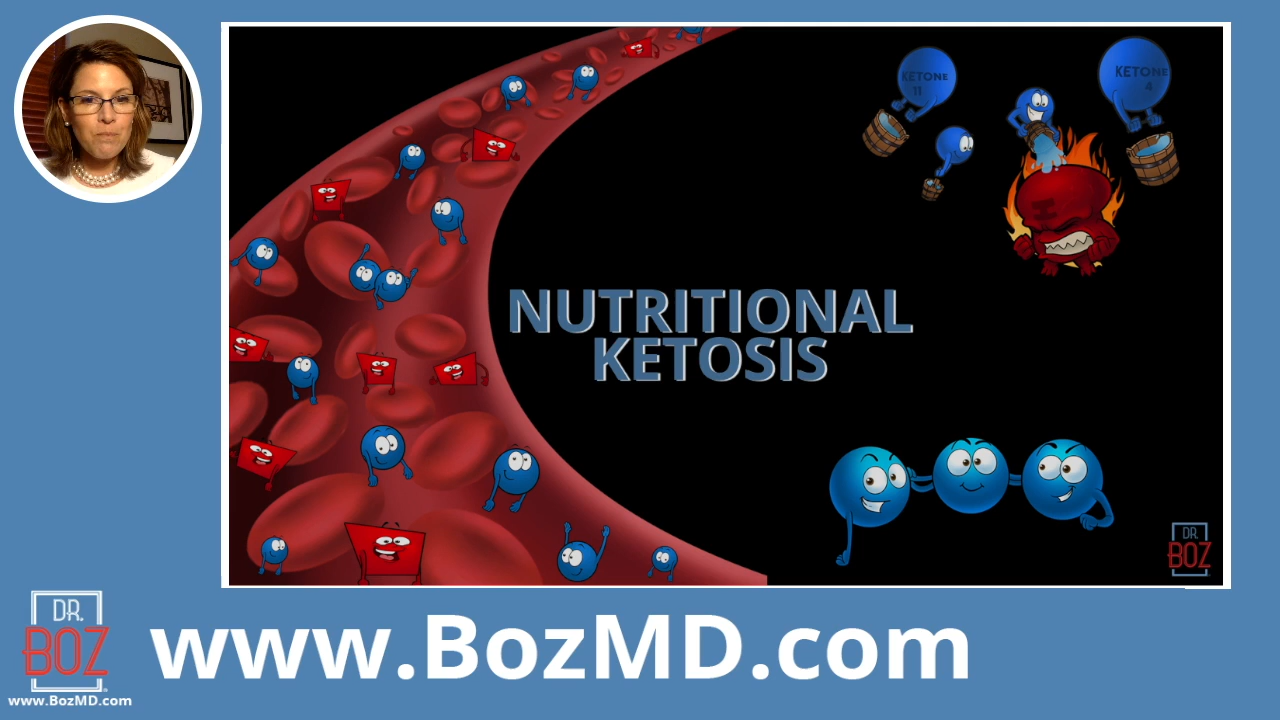 KETONE
11
KETONE
4
NUTRITIONAL
KETOSIS
DR.
BOZ
DR.
BOZ
www.BozMD.com
www.BozMD.com